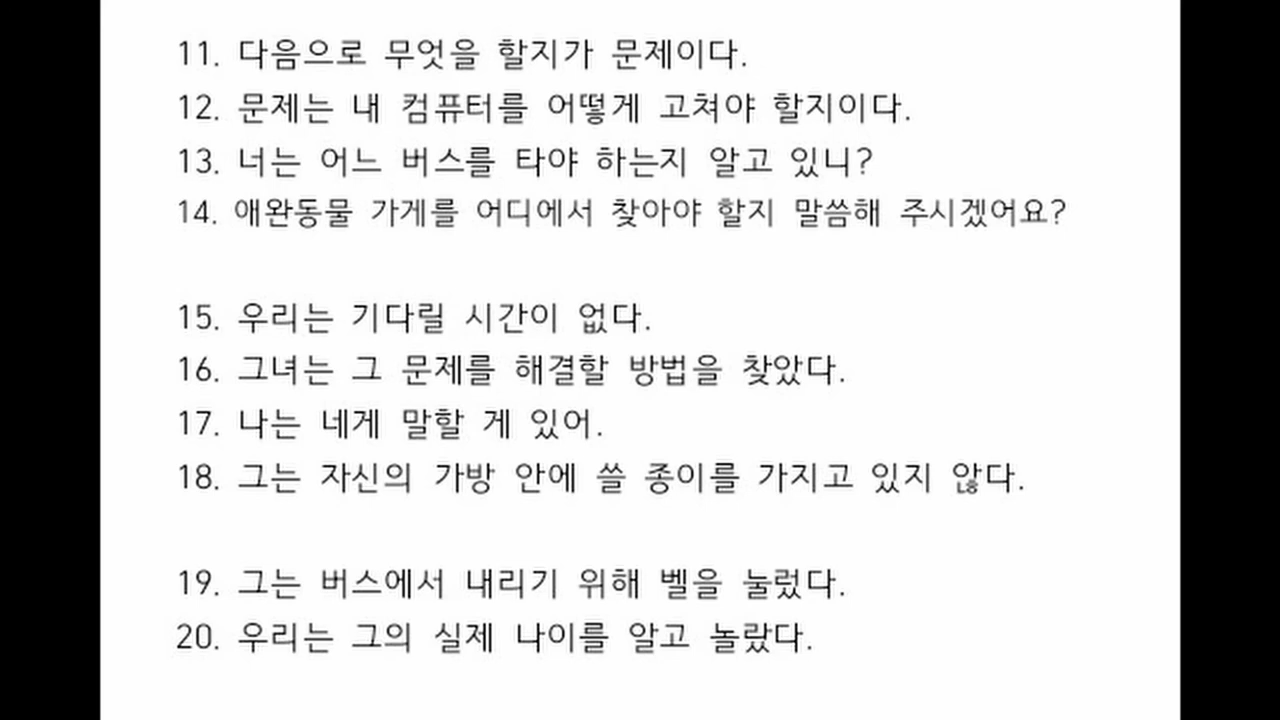 11. 다음으로 무엇을 할지가 문제이다.
12. 문제는 내 컴퓨터를 어떻게 고쳐야 할지이다.
13. 너는 어느 버스를 타야 하는지 알고 있니?
14. 애완동물 가게를 어디에서 찾아야 할지 말씀해 주시겠어요?
15. 우리는 기다릴 시간이 없다.
16. 그녀는 그 문제를 해결할 방법을 찾았다.
17. 나는 네게 말할 게 있어.
18. 그는 자신의 가방 안에 쓸 종이를 가지고 있지 않다.
19. 그는 버스에서 내리기 위해 벨을 눌렀다.
20. 우리는 그의 실제 나이를 알고 놀랐다.